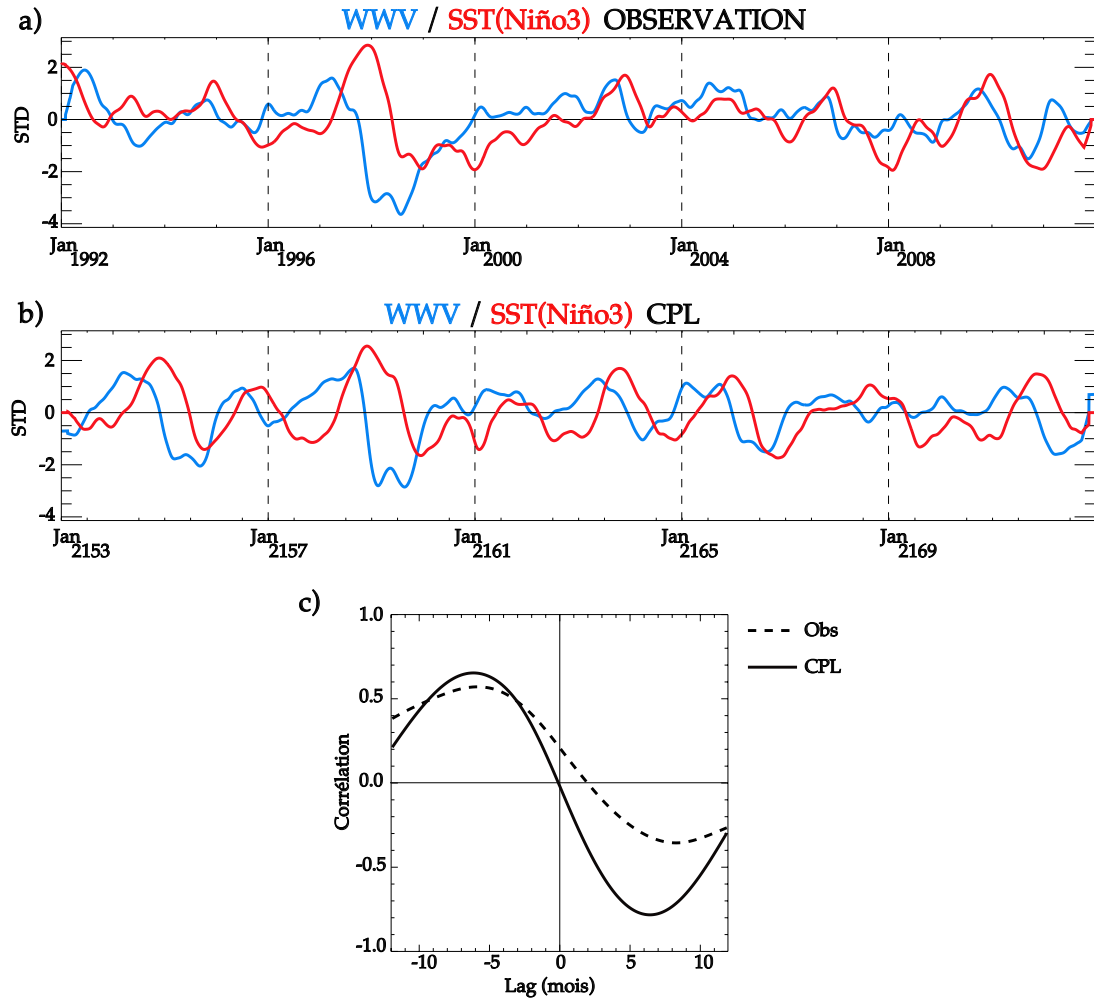 a)
WWV / SST(Niño3) OBSERVATION
STD
2
0
-2
-4
Jan 1992
Jan 1996
Jan 2000
Jan 2004
Jan 2008
b)
WWV / SST(Niño3) CPL
STD
2
0
-2
-4
Jan 2153
Jan 2157
Jan 2161
Jan 2165
Jan 2169
c)
Corrélation
1.0
0.5
0.0
-0.5
-1.0
-10 -5 0 5 10
Lag (mois)
Obs
CPL